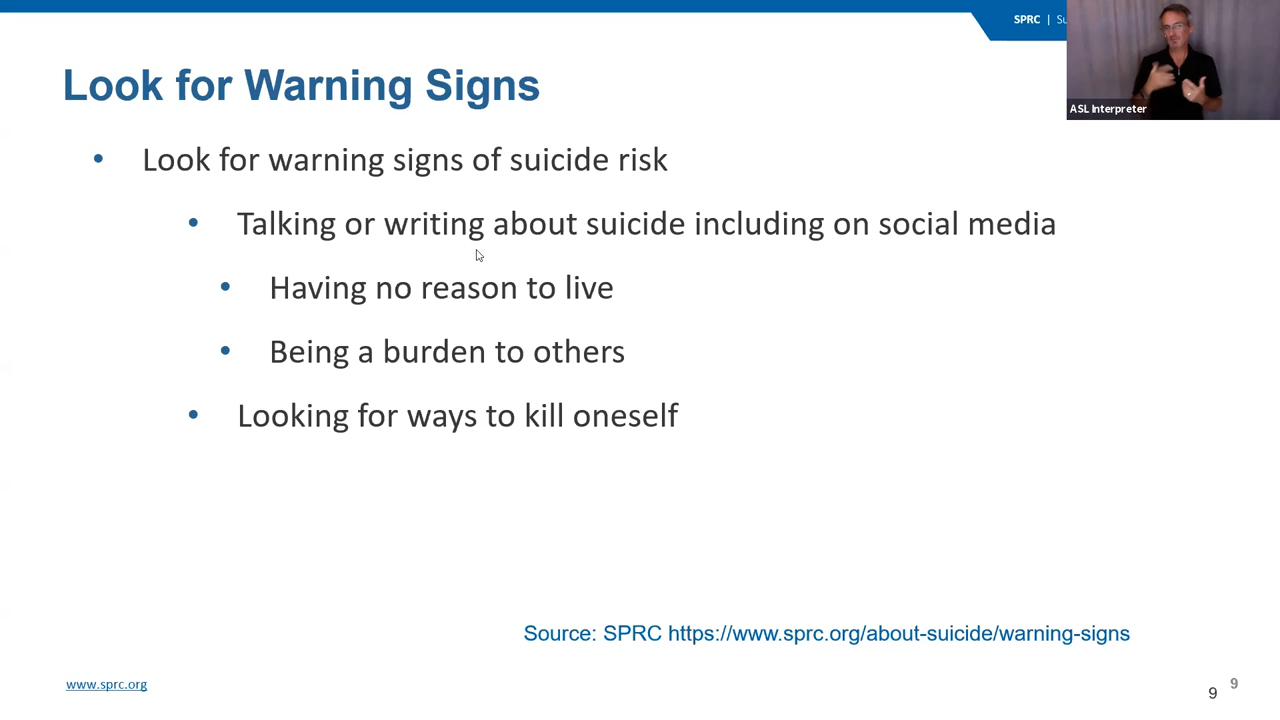 SPRC | Su
ASL Interpreter
Look for Warning Signs
• Look for warning signs of suicide risk
• Talking or writing about suicide including on social media
• Having no reason to live
• Being a burden to others
• Looking for ways to kill oneself
Source: SPRC https://www.sprc.org/about-suicide/warning-signs
www.sprc.org
9
9